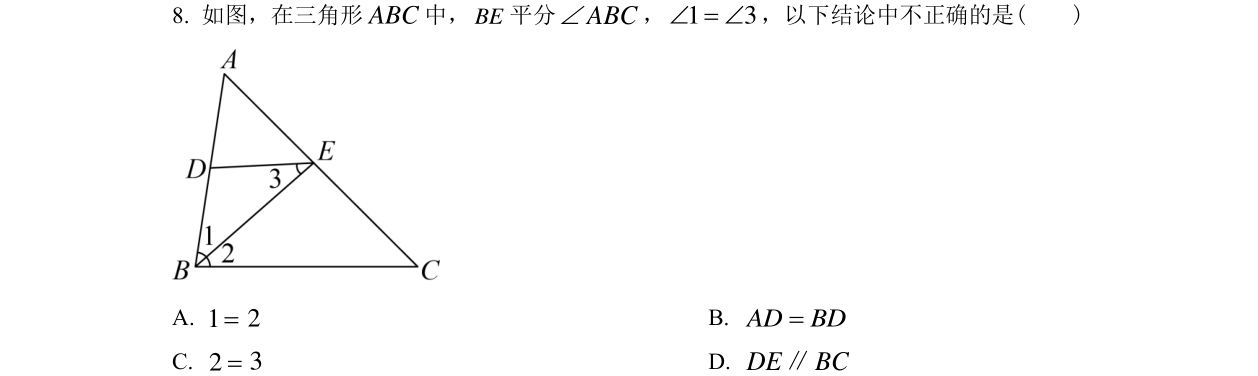 8. 如图，在三角形 ABC 中， BE 平分∠ABC，∠1=∠3，以下结论中不正确的是(　　)
A
D
E
3
1
2
B
C
A. 1= 2
B. AD = BD
C. 2= 3
D. DE // BC